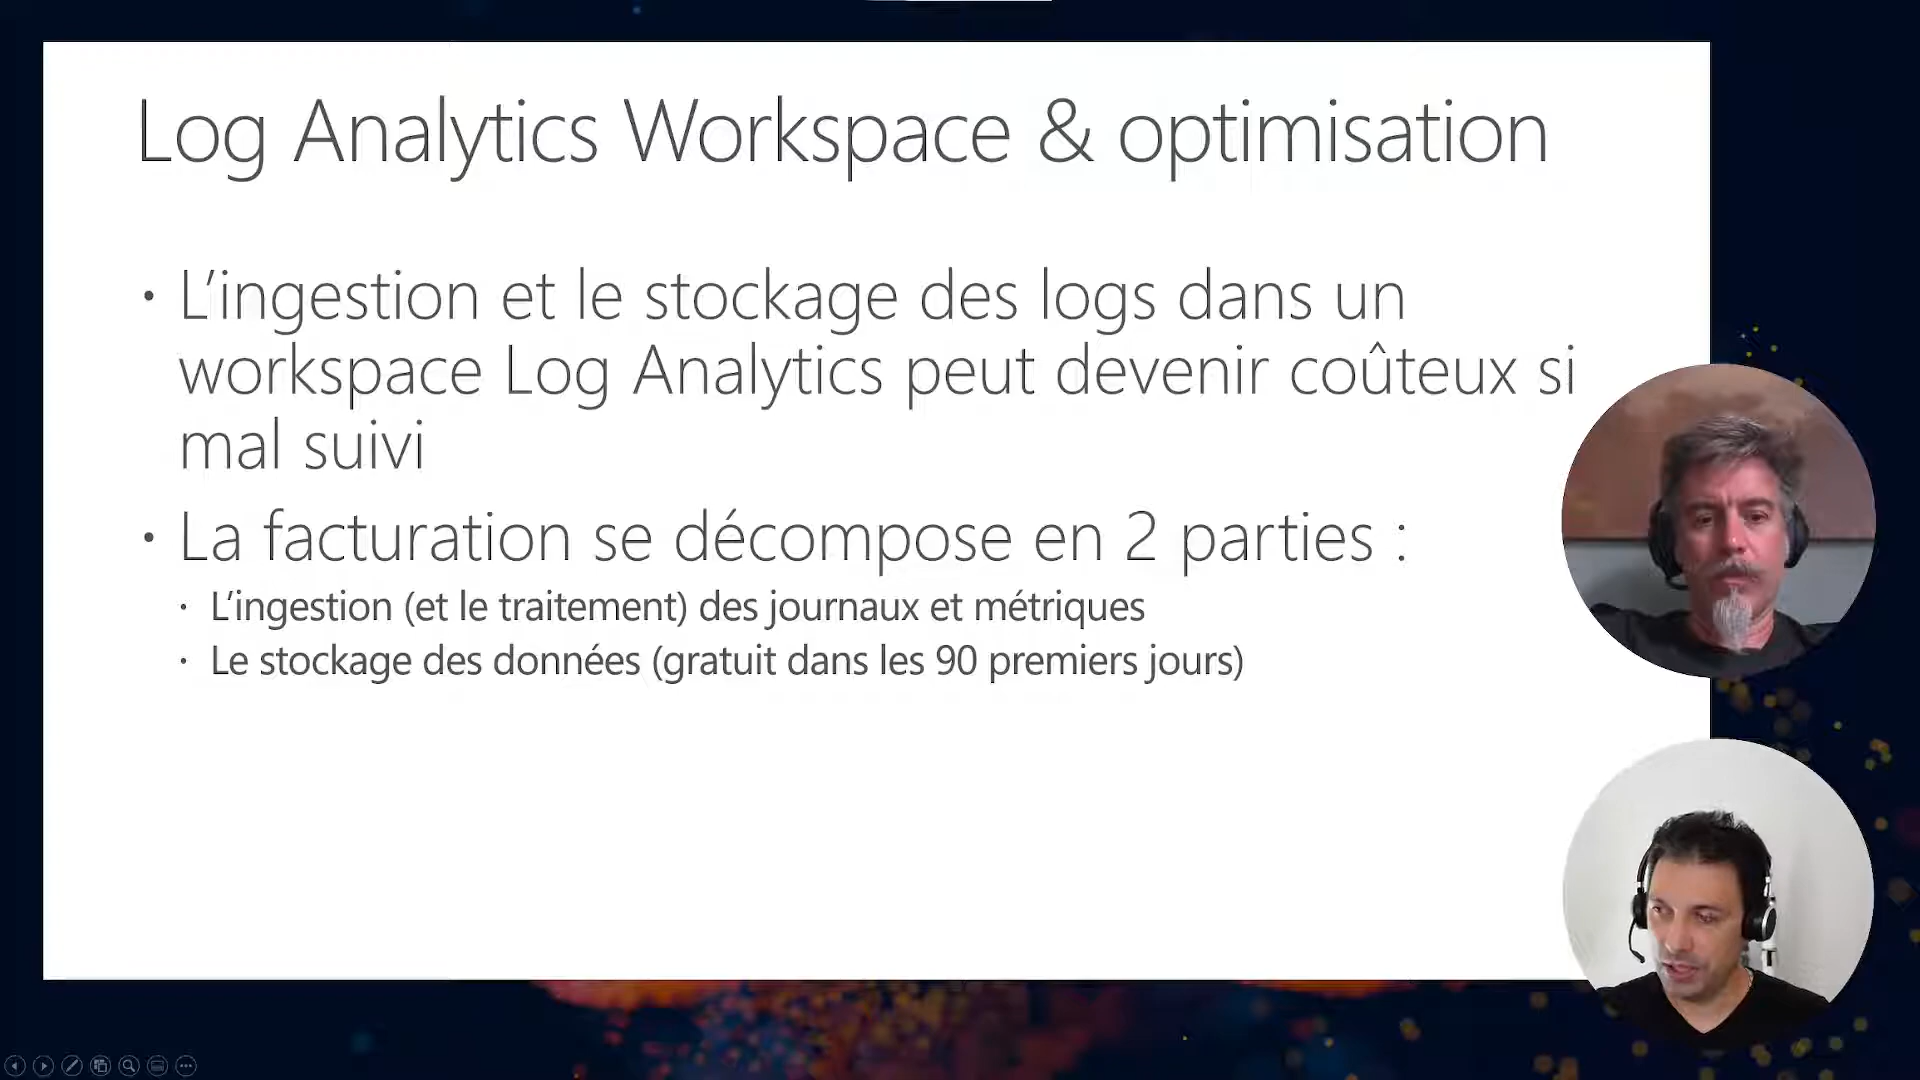 Log Analytics Workspace & optimisation
• L’ingestion et le stockage des logs dans un
workspace Log Analytics peut devenir coûteux si
mal suivi
• La facturation se décompose en 2 parties :
• L’ingestion (et le traitement) des journaux et métriques
• Le stockage des données (gratuit dans les 90 premiers jours)